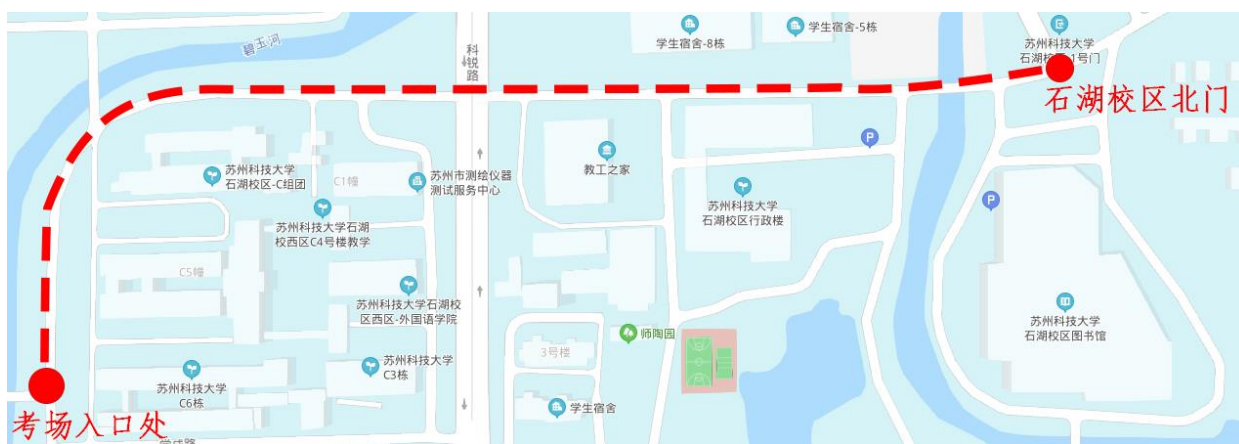 碧玉河
科锐路
学生宿舍-8栋
学生宿舍-5栋
苏州科技大学
石湖校区-1号门
石湖校区北门
苏州科技大学
石湖校区-C组团
C1幢
苏州市测绘仪器
测试服务中心
教工之家
P
苏州科技大学
石湖校区行政楼
P
苏州科技大学石湖
校西区C4号楼教学
C5幢
苏州科技大学石湖校
区西区-外国语学院
苏州科技大学
石湖校区图书馆
师陶园
3号楼
苏州科技大学
C6栋
苏州科技大学
C3栋
学生宿舍
考场入口处